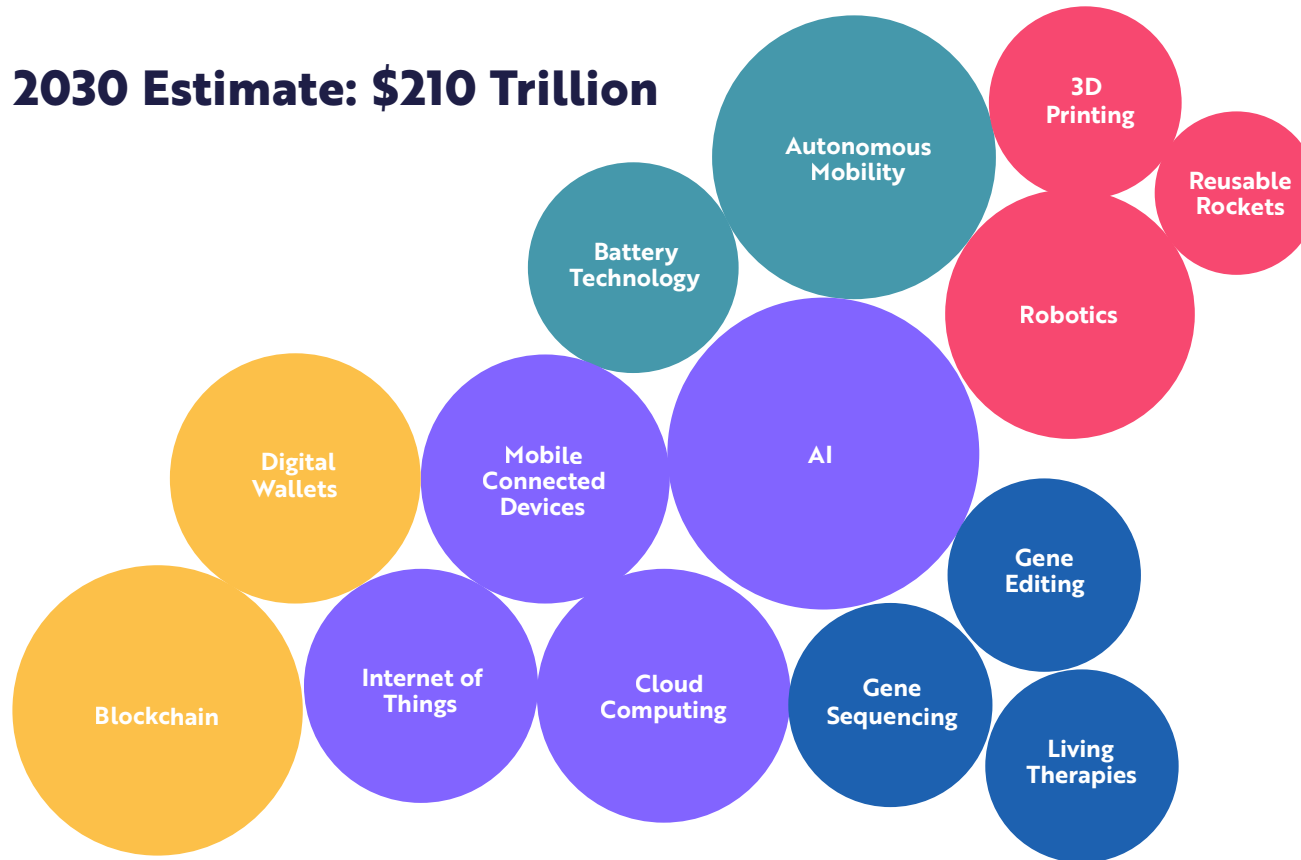 2030 Estimate: $210 Trillion
3D
Printing
Autonomous
Mobility
Reusable
Rockets
Battery
Technology
Robotics
Digital
Wallets
Mobile
Connected
Devices
AI
Gene
Editing
Internet of
Things
Cloud
Computing
Gene
Sequencing
Blockchain
Living
Therapies